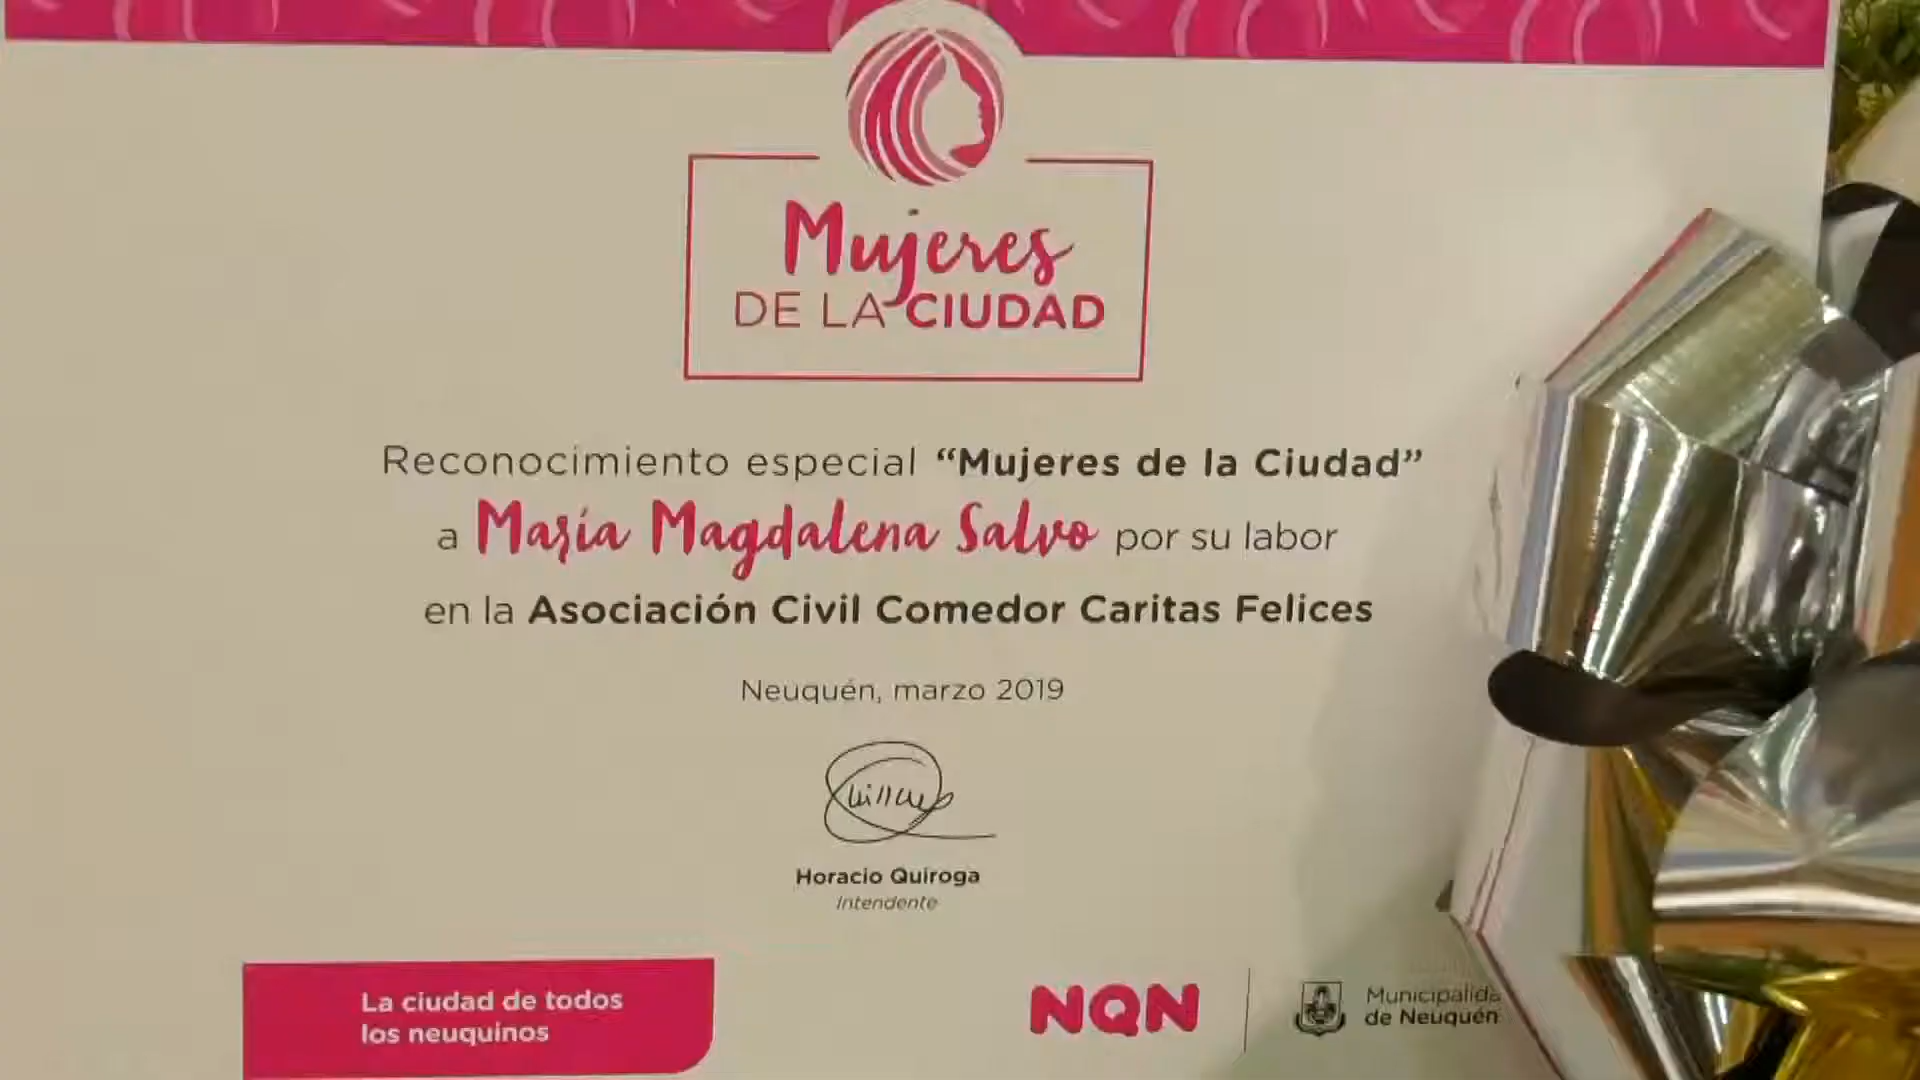 Mujeres
DE LA CIUDAD
Reconocimiento especial “Mujeres de la Ciudad”
a María Magdalena Salvo por su labor
en la Asociación Civil Comedor Caritas Felices
Neuquén, marzo 2019
Horacio Quiroga
Intendente
La ciudad de todos
los neuquinos
NQN
Municipalida
de Neuquén